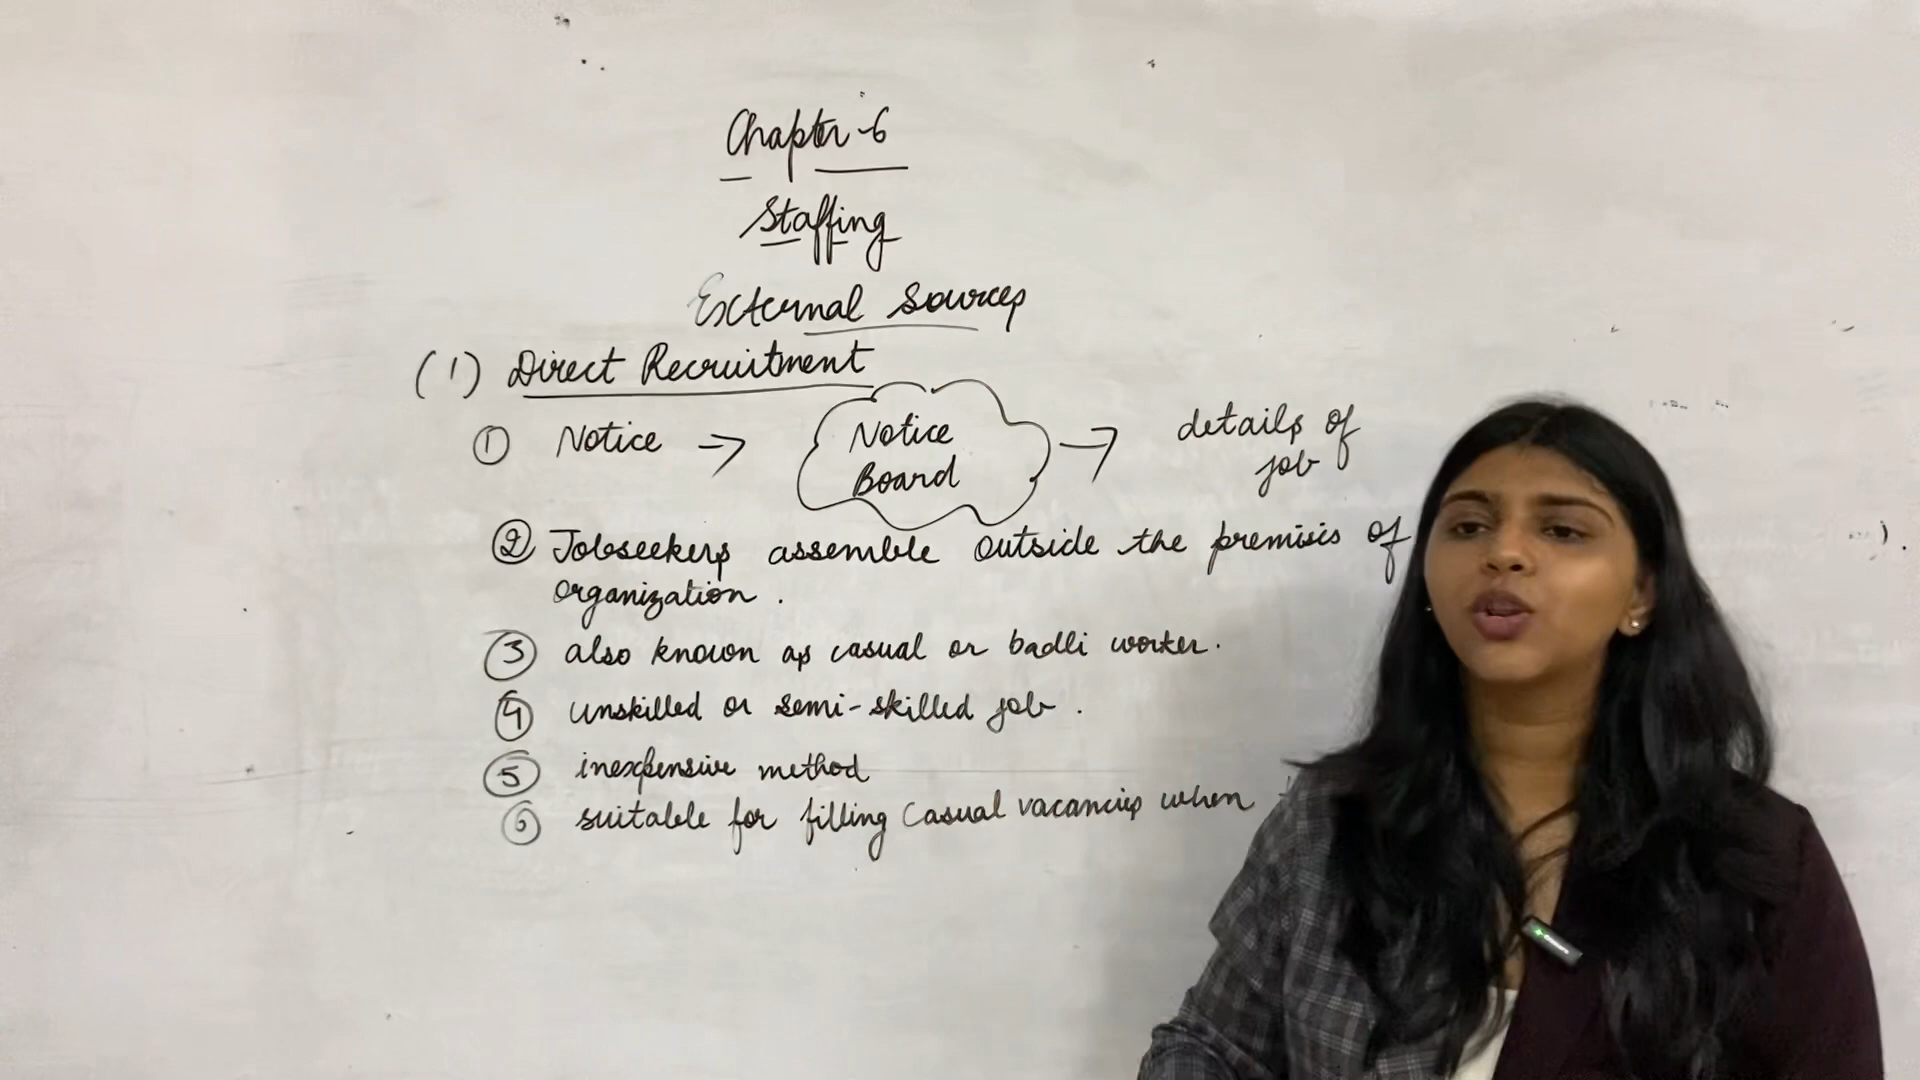 Chapter-6
Staffing
External Sources
(1) Direct Recruitment
① Notice → Notice Board → details of job
② Jobseekers assemble outside the premisis of
organization.
③ also known as casual or badli worker.
④ unskilled or semi-skilled job.
⑤ inexpensive method
⑥ suitable for filling casual vacancies when